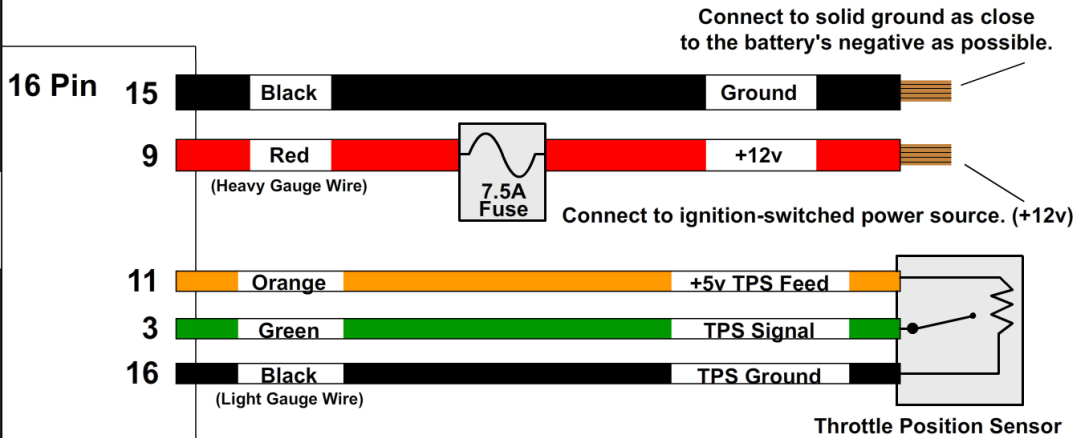 Connect to solid ground as close
to the battery's negative as possible.
16 Pin
15 Black Ground
9 Red +12v
(Heavy Gauge Wire)
7.5A
Fuse
Connect to ignition-switched power source. (+12v)
11 Orange +5v TPS Feed
3 Green TPS Signal
16 Black TPS Ground
(Light Gauge Wire)
Throttle Position Sensor